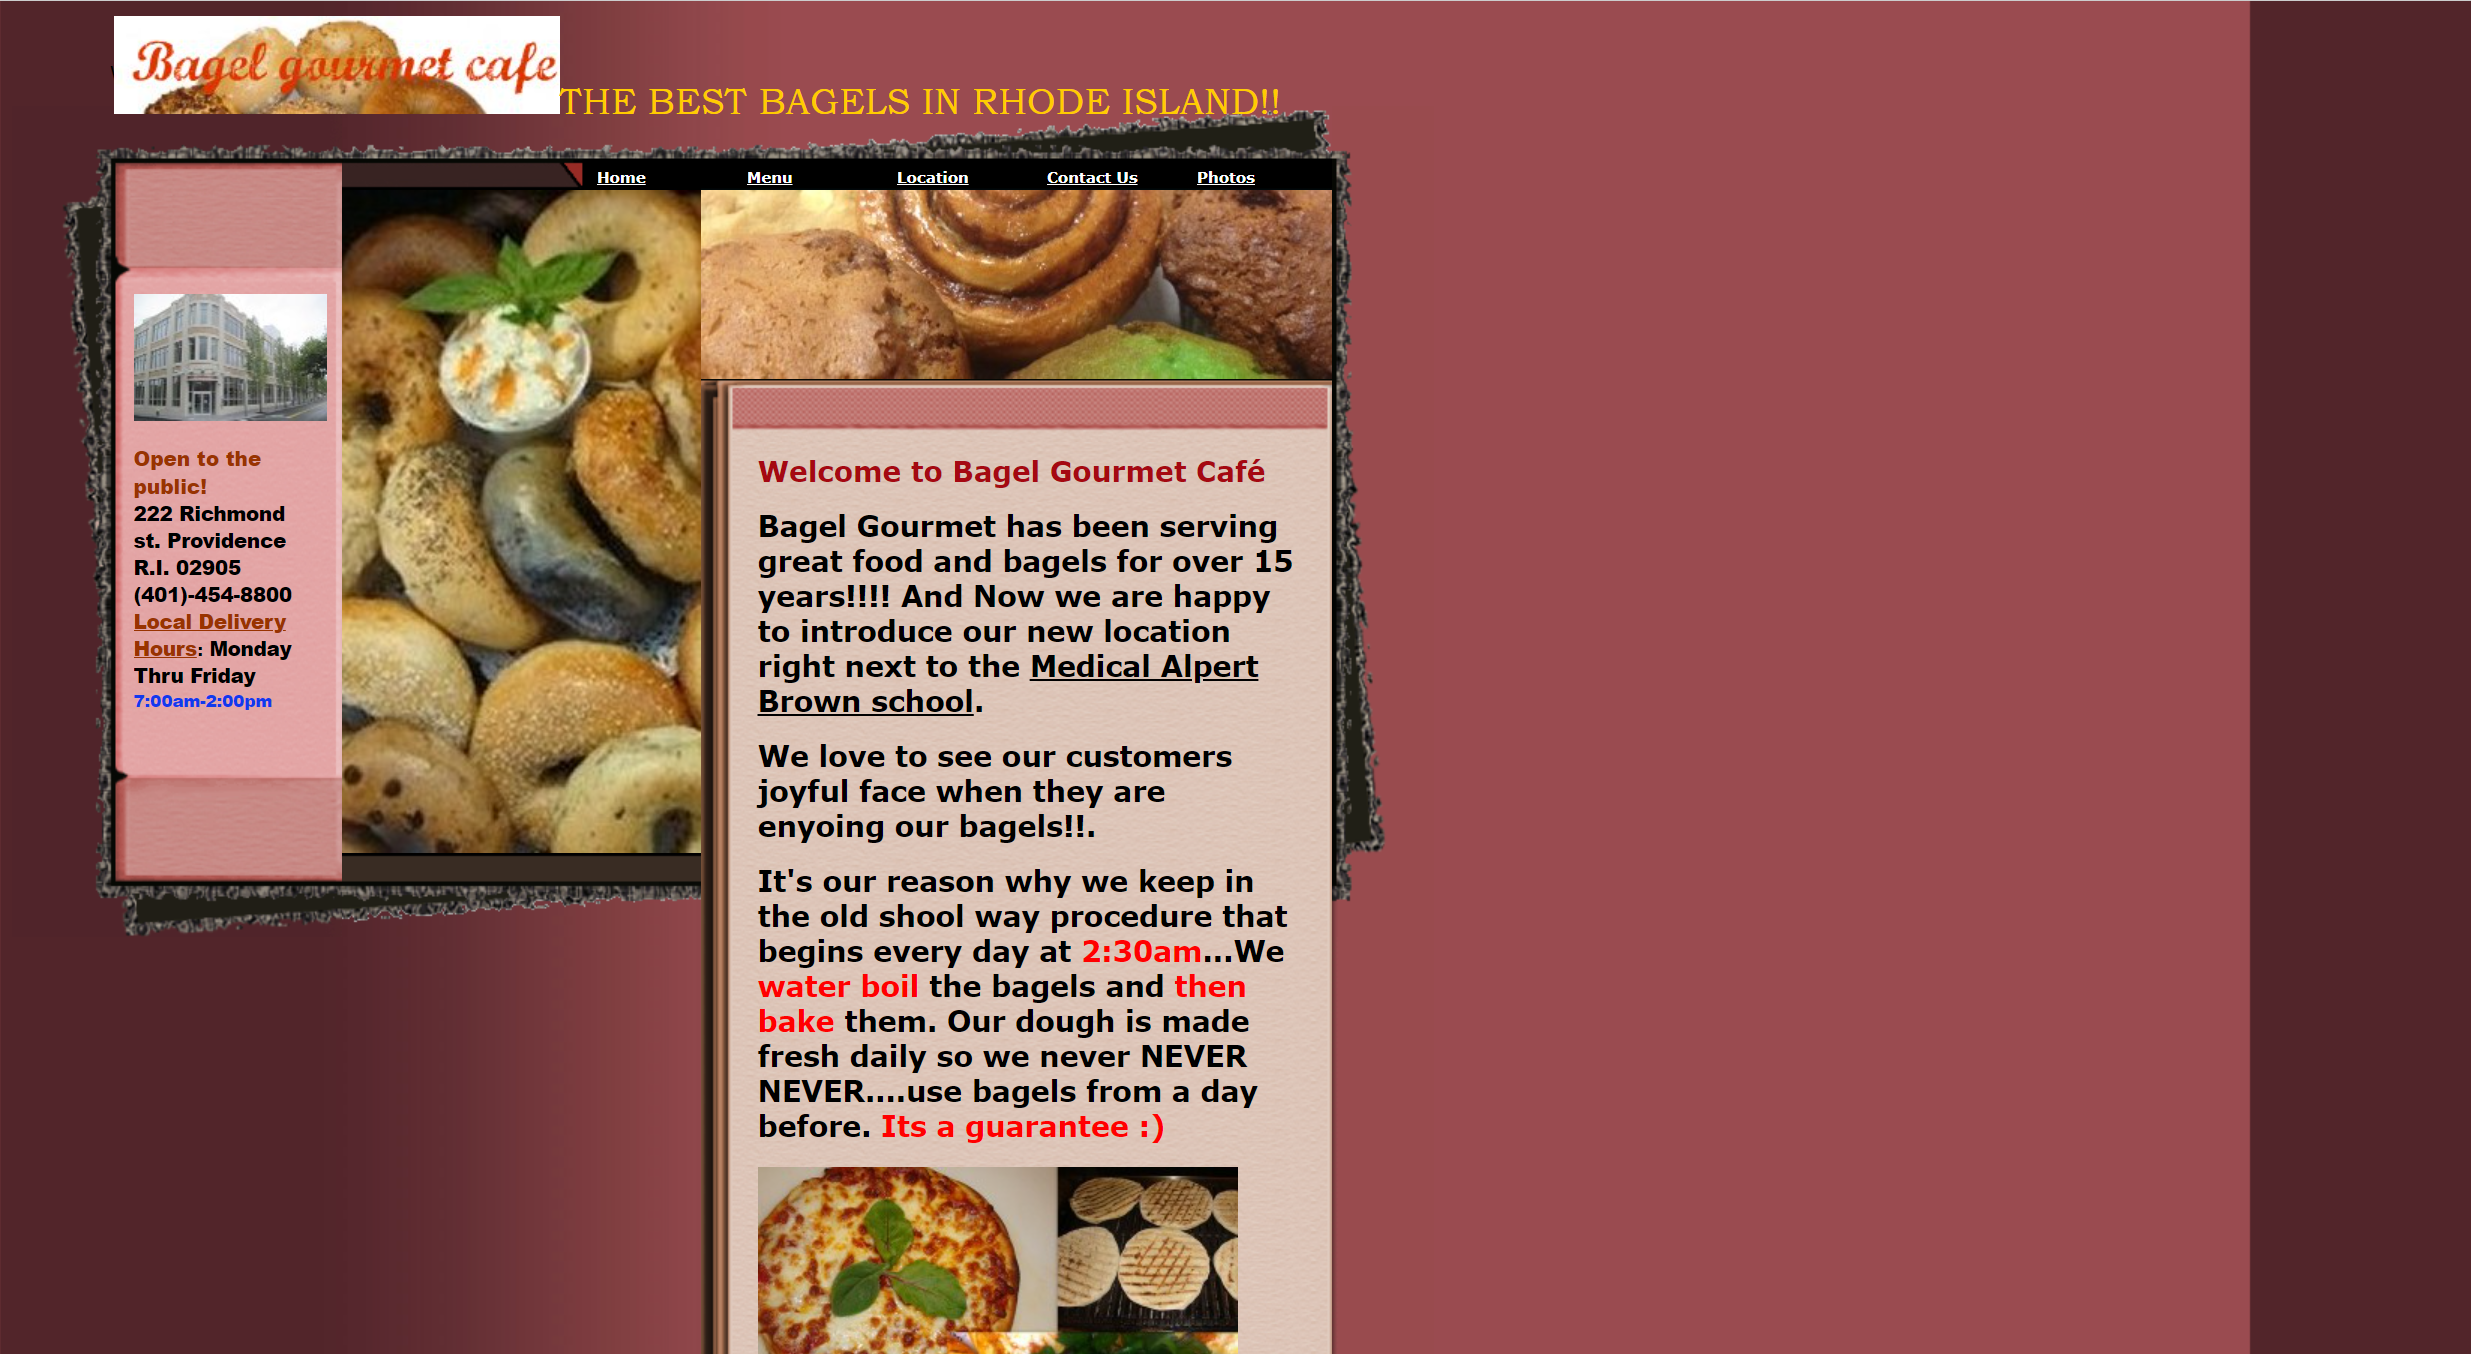 Bagel gourmet cafe
THE BEST BAGELS IN RHODE ISLAND!!
Home Menu Location Contact Us Photos
Open to the
public!
222 Richmond
st. Providence
R.I. 02905
(401)-454-8800
Local Delivery
Hours: Monday
Thru Friday
7:00am-2:00pm
Welcome to Bagel Gourmet Café
Bagel Gourmet has been serving
great food and bagels for over 15
years!!!! And Now we are happy
to introduce our new location
right next to the Medical Alpert
Brown school.
We love to see our customers
joyful face when they are
enyoing our bagels!!.
It's our reason why we keep in
the old shool way procedure that
begins every day at 2:30am...We
water boil the bagels and then
bake them. Our dough is made
fresh daily so we never NEVER
NEVER....use bagels from a day
before. Its a guarantee :)